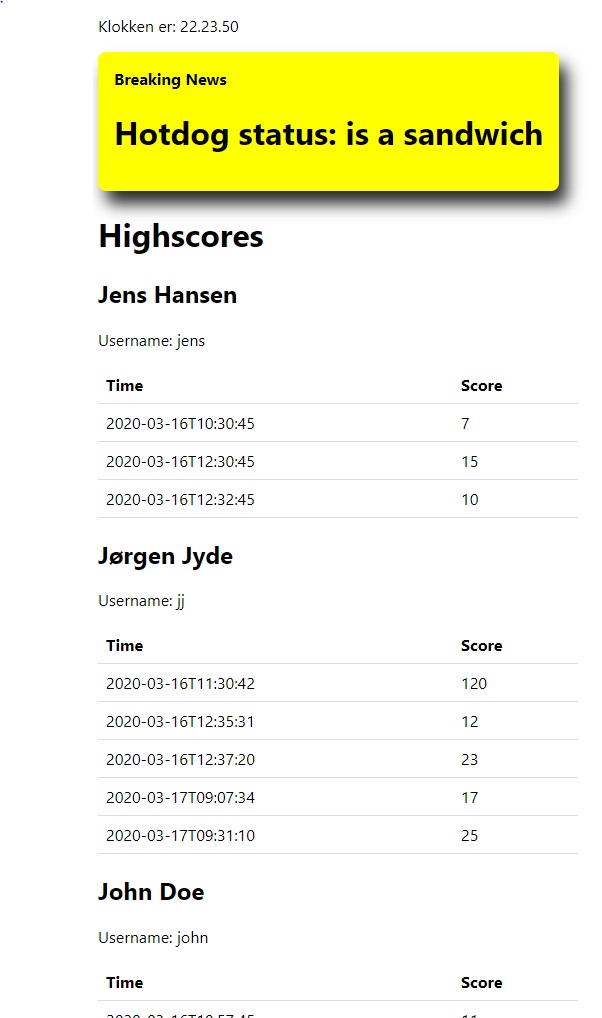 Klokken er: 22.23.50
Breaking News
Hotdog status: is a sandwich
Highscores
Jens Hansen
Username: jens
Time Score
2020-03-16T10:30:45 7
2020-03-16T12:30:45 15
2020-03-16T12:32:45 10
Jørgen Jyde
Username: jj
Time Score
2020-03-16T11:30:42 120
2020-03-16T12:35:31 12
2020-03-16T12:37:20 23
2020-03-17T09:07:34 17
2020-03-17T09:31:10 25
John Doe
Username: john
Time Score